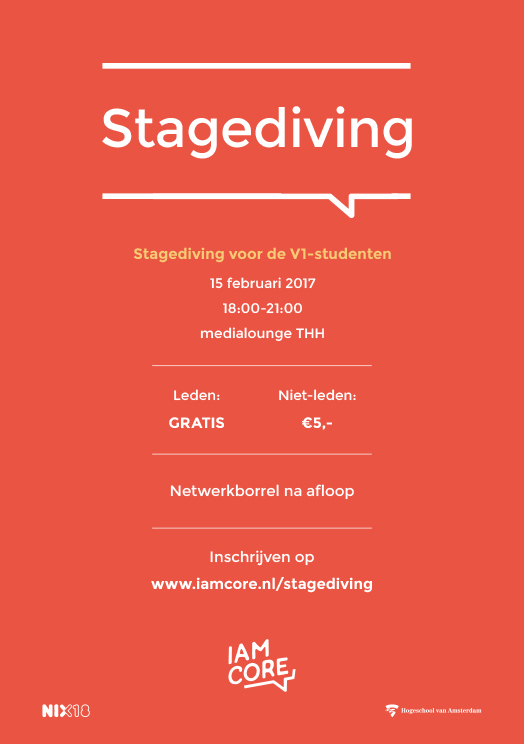 Stagediving
Stagediving voor de V1-studenten
15 februari 2017
18:00-21:00
medialounge THH
Leden: Niet-leden:
GRATIS €5,-
Netwerkborrel na afloop
Inschrijven op
www.iamcore.nl/stagediving
IAM
CORE
NIX18 Hogeschool van Amsterdam